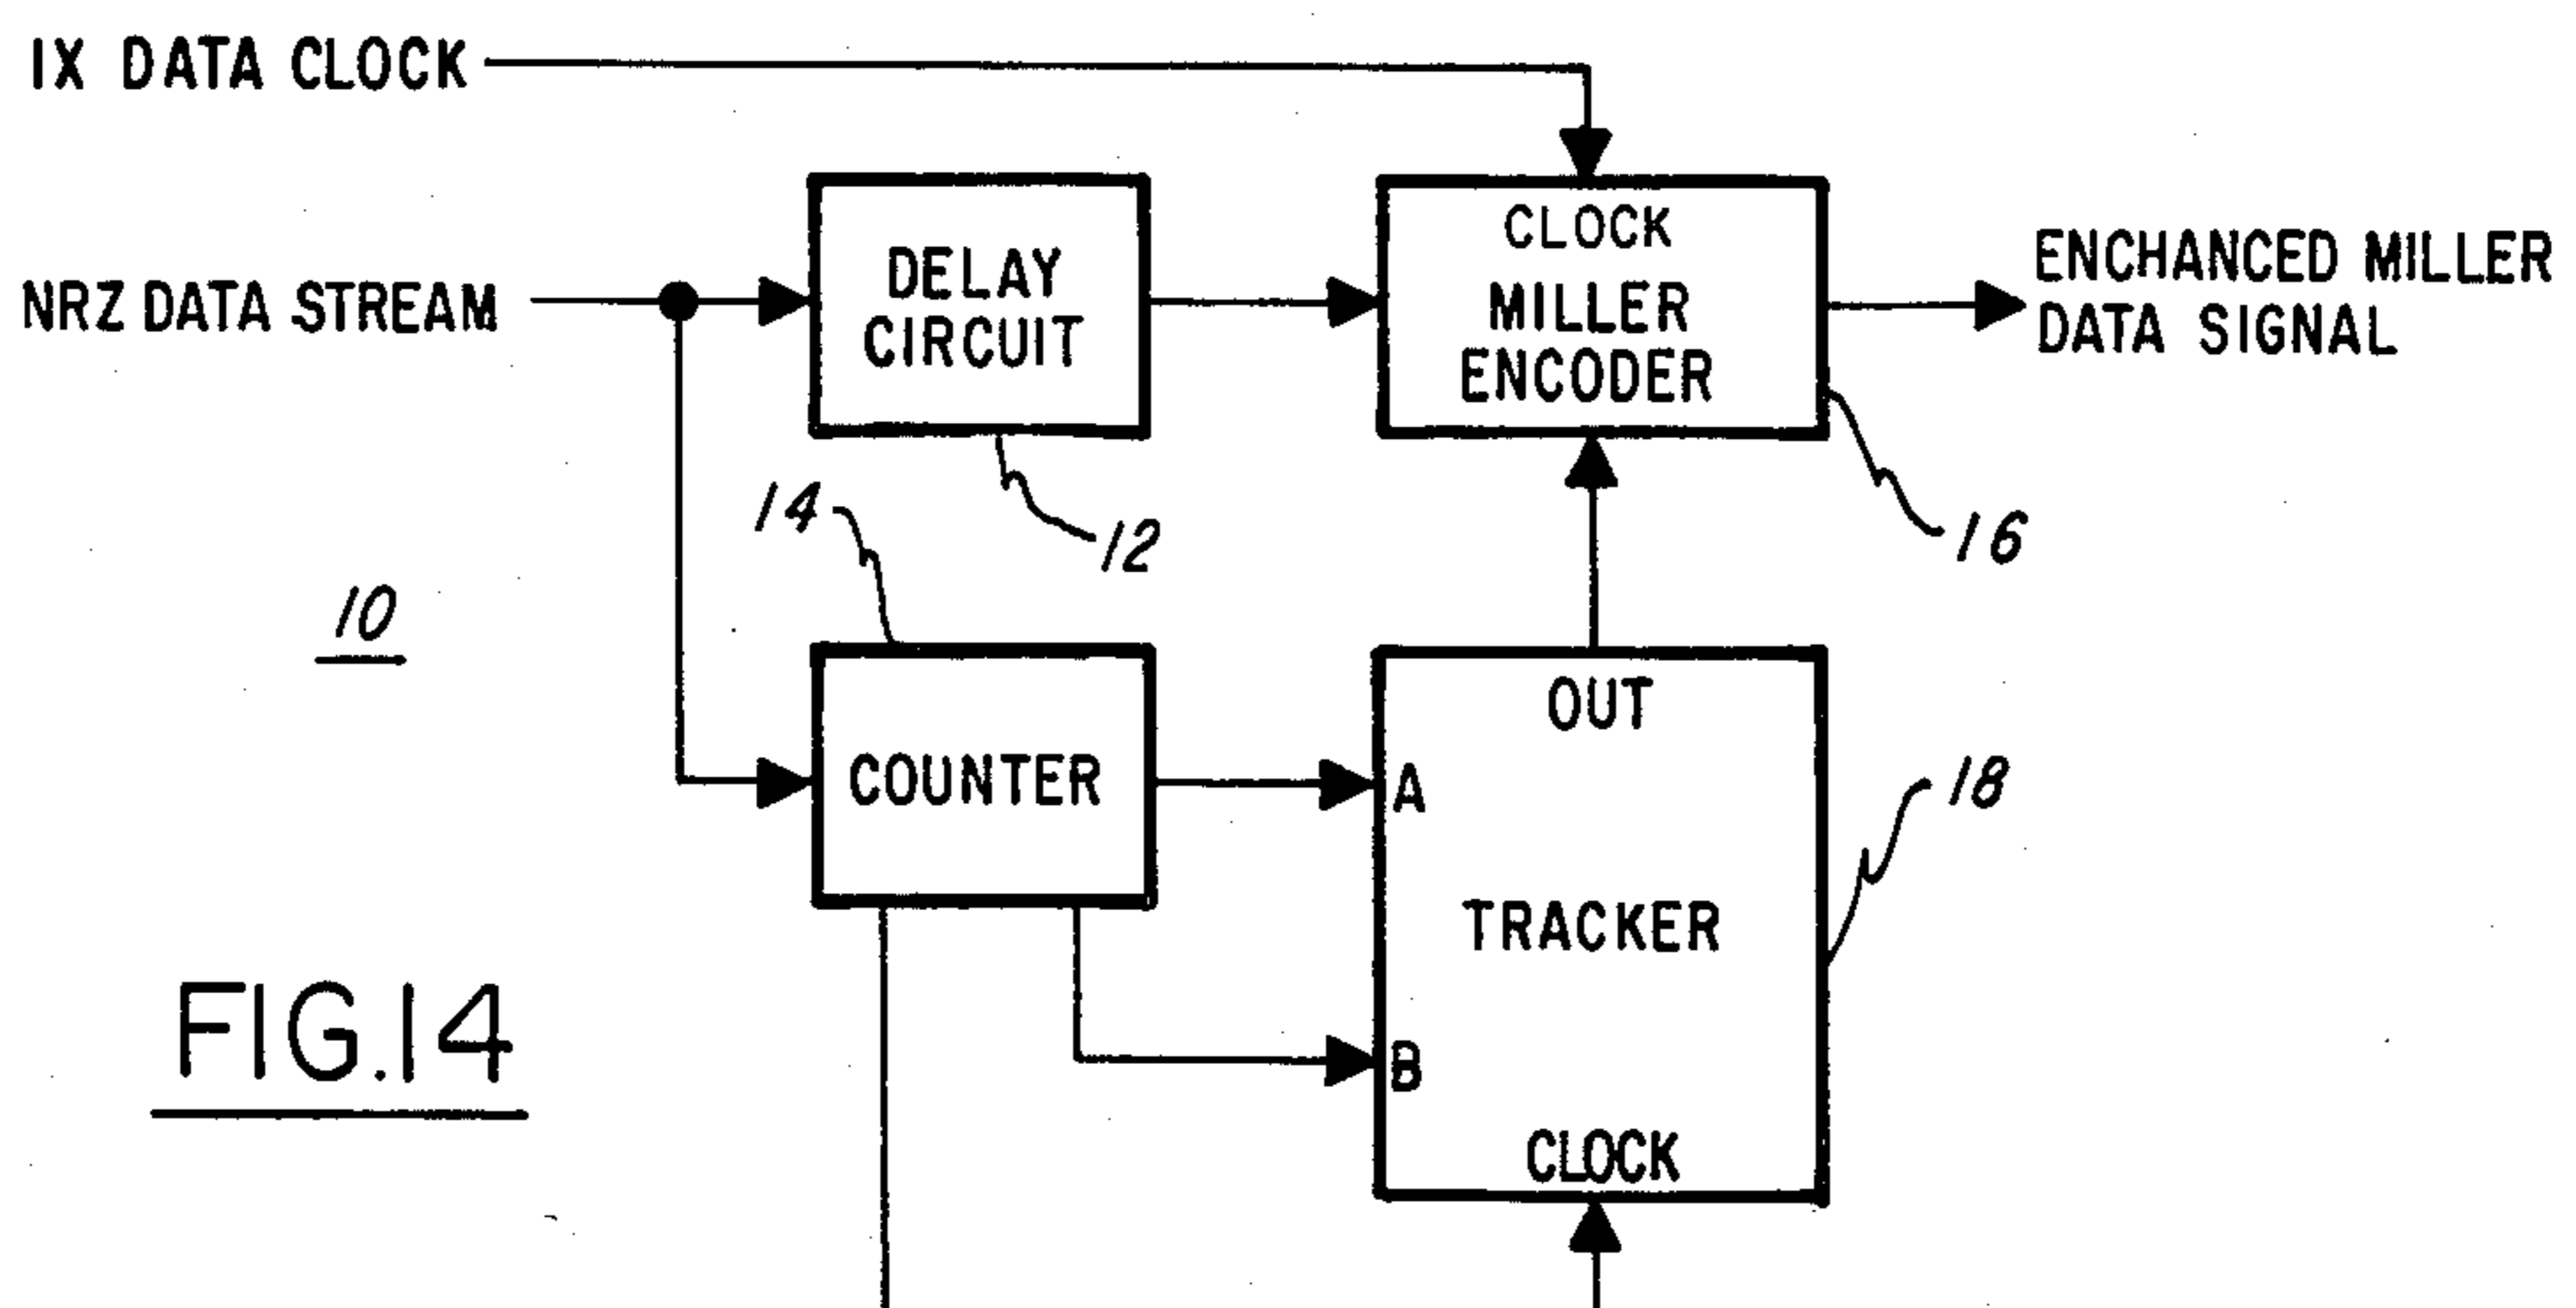 1X DATA CLOCK
NRZ DATA STREAM
DELAY
CIRCUIT
CLOCK
MILLER
ENCODER
ENCHANCED MILLER
DATA SIGNAL
14
12
16
10
COUNTER
OUT
A
18
TRACKER
B
CLOCK
FIG.14